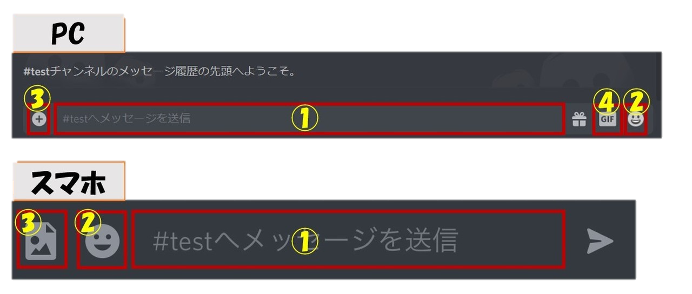 PC
#testチャンネルのメッセージ履歴の先頭へようこそ。
③ #testへメッセージを送信 ① ④ GIF ②
スマホ
③ ② #testへメッセージを送信 ①